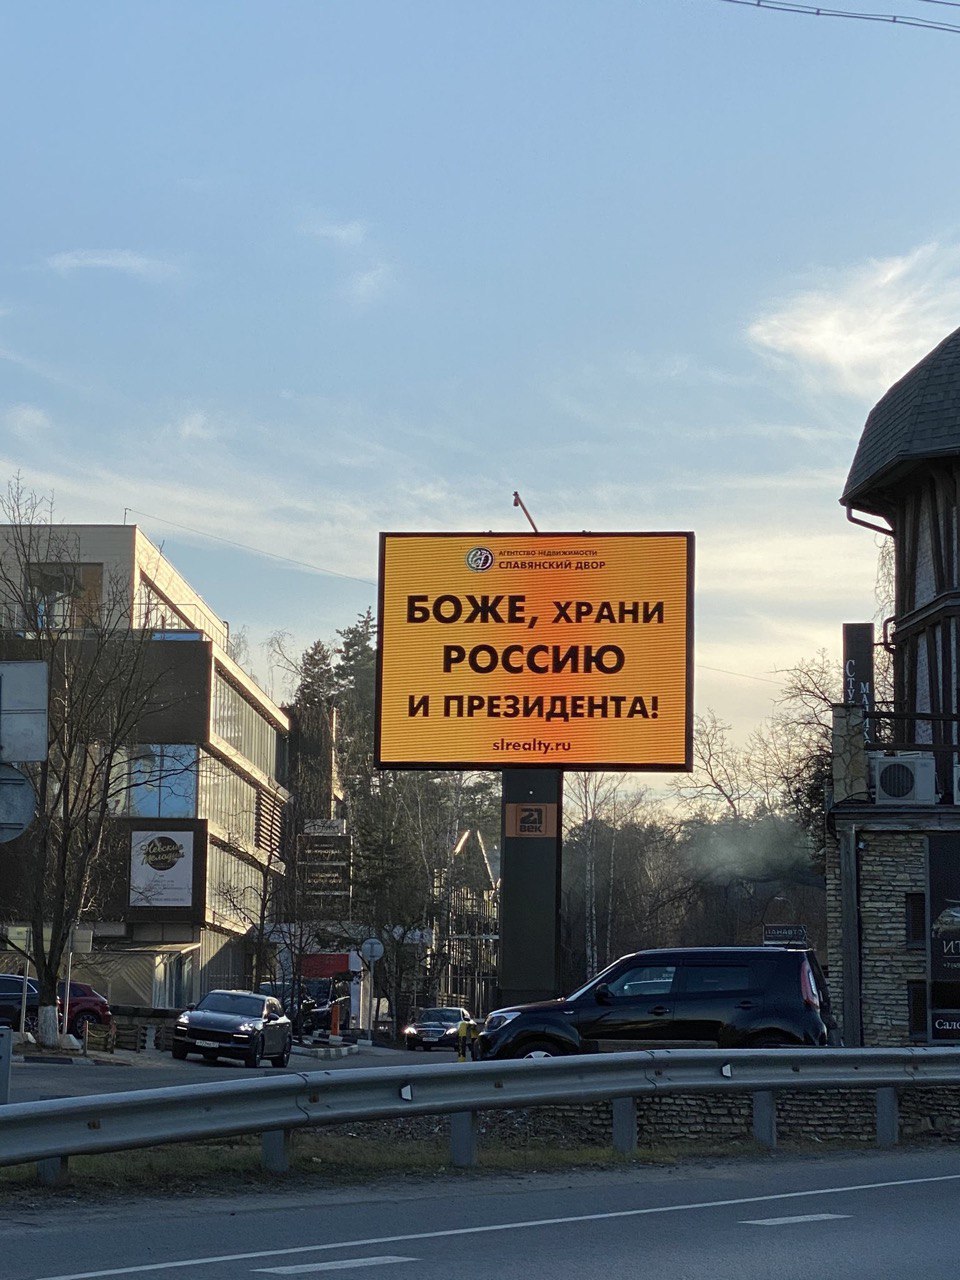 АГЕНТСТВО НЕДВИЖИМОСТИ
СЛАВЯНСКИЙ ДВОР
БОЖЕ, ХРАНИ
РОССИЮ
И ПРЕЗИДЕНТА!
slrealty.ru
21
ВЕК